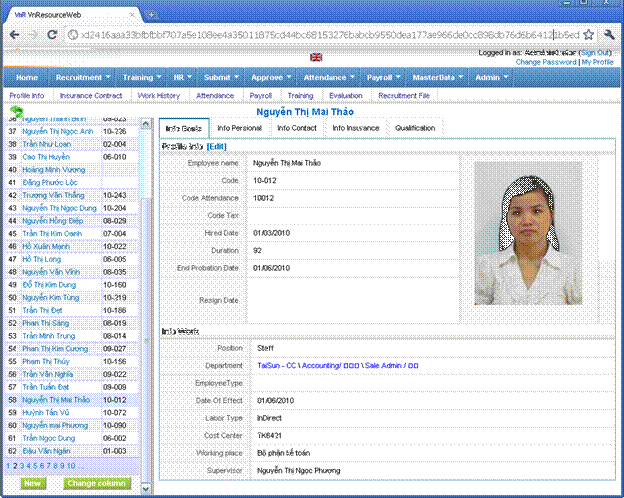 VnR VnResourceWeb
Logged in as: (Sign Out)
Change Password | My Profile
Home Recruitment Training HR Submit Approve Attendance Payroll MasterData Admin
Profile Info Insurance Contract Work History Attendance Payroll Training Evaluation Recruitment File
Nguyễn Thị Mai Thảo
Info Basic Info Personal Info Contact Info Insurance Qualification
36 Nguyễn Thanh Bình 09-023
37 Nguyễn Thị Ngọc Anh 10-226
38 Trần Như Loan 02-004
39 Cao Thị Huyền 06-010
40 Hoàng Minh Vương
41 Đặng Phước Lộc
42 Trương Văn Thắng 10-243
43 Nguyễn Thị Ngọc Dung 10-204
44 Nguyễn Hồng Điệp 08-029
45 Trần Thị Kim Oanh 07-004
46 Hồ Xuân Mạnh 10-022
47 Hồ Thị Long 06-005
48 Nguyễn Văn Vĩnh 08-035
49 Đỗ Thị Kim Dung 10-160
50 Nguyễn Kim Tùng 10-219
51 Trần Thị Đẹt 10-186
52 Phan Thị Sáng 08-019
53 Trần Minh Trung 08-014
54 Phan Thị Kim Cương 09-027
55 Phạm Thị Thúy 10-156
56 Trần Văn Nghĩa 09-022
57 Trần Tuấn Đạt 09-009
58 Nguyễn Thị Mai Thảo 10-012
59 Huỳnh Tấn Vũ 10-072
60 Nguyễn mai Phương 10-090
61 Trần Ngọc Dung 06-002
62 Đậu Văn Ngân 01-003
1 2 3 4 5 6 7 8 9 10 ...
New Change column
Profile Info [Edit]
Employee name Nguyễn Thị Mai Thảo
Code 10-012
Code Attendance 10012
Code Tax
Hired Date 01/03/2010
Duration 92
End Probation Date 01/06/2010
Resign Date
Info Work
Position Staff
Department TaiSun - CC \ Accounting/ □□□ \ Sale Admin / □□
EmployeeType
Date Of Effect 01/06/2010
Labor Type InDirect
Cost Center TK6421
Working place Bộ phận kế toán
Supervisor Nguyễn Thị Ngọc Phượng